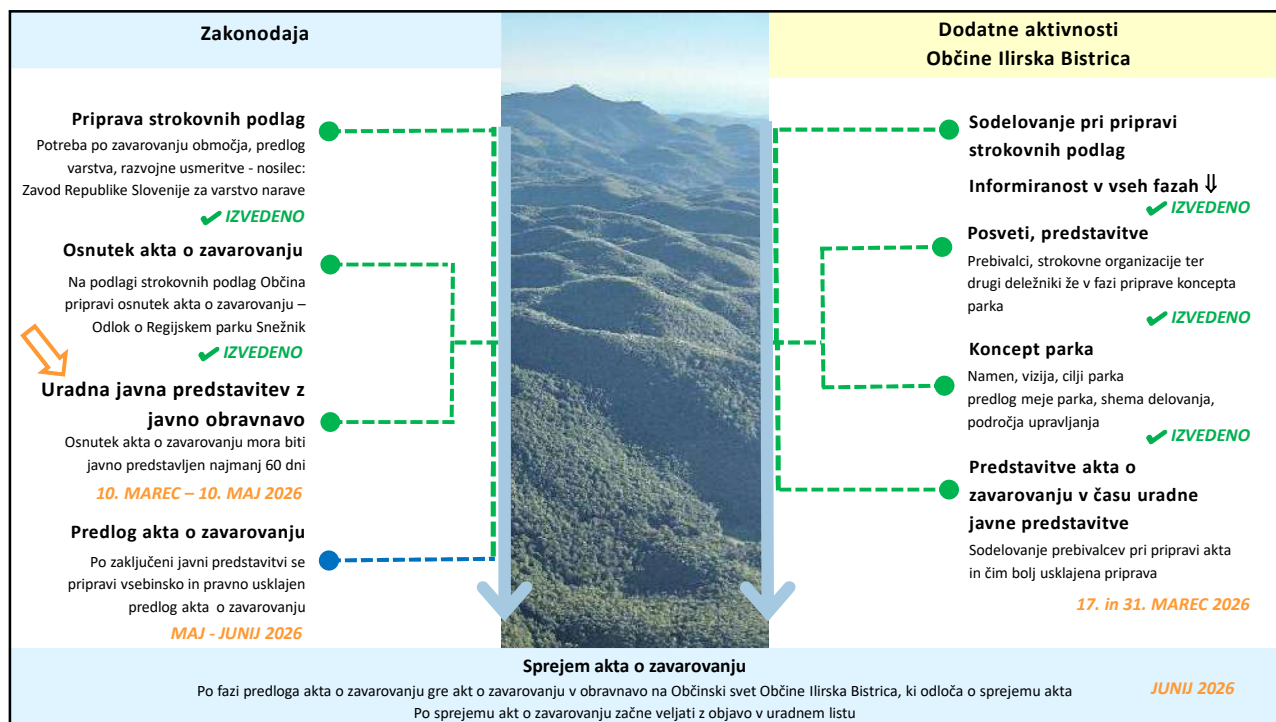 Zakonodaja
Priprava strokovnih podlag
Potreba po zavarovanju območja, predlog
varstva, razvojne usmeritve - nosilec:
Zavod Republike Slovenije za varstvo narave
✔ IZVEDENO
Osnutek akta o zavarovanju
Na podlagi strokovnih podlag Občina
pripravi osnutek akta o zavarovanju –
Odlok o Regijskem parku Snežnik
✔ IZVEDENO
Uradna javna predstavitev z
javno obravnavo
Osnutek akta o zavarovanju mora biti
javno predstavljen najmanj 60 dni
10. MAREC – 10. MAJ 2026
Predlog akta o zavarovanju
Po zaključeni javni predstavitvi se
pripravi vsebinsko in pravno usklajen
predlog akta o zavarovanju
MAJ - JUNIJ 2026
Dodatne aktivnosti
Občine Ilirska Bistrica
Sodelovanje pri pripravi
strokovnih podlag
Informiranost v vseh fazah ⇓
✔ IZVEDENO
Posveti, predstavitve
Prebivalci, strokovne organizacije ter
drugi deležniki že v fazi priprave koncepta
parka
✔ IZVEDENO
Koncept parka
Namen, vizija, cilji parka
predlog meje parka, shema delovanja,
področja upravljanja
✔ IZVEDENO
Predstavitve akta o
zavarovanju v času uradne
javne predstavitve
Sodelovanje prebivalcev pri pripravi akta
in čim bolj usklajena priprava
17. in 31. MAREC 2026
Sprejem akta o zavarovanju
Po fazi predloga akta o zavarovanju gre akt o zavarovanju v obravnavo na Občinski svet Občine Ilirska Bistrica, ki odloča o sprejemu akta
JUNIJ 2026
Po sprejemu akt o zavarovanju začne veljati z objavo v uradnem listu